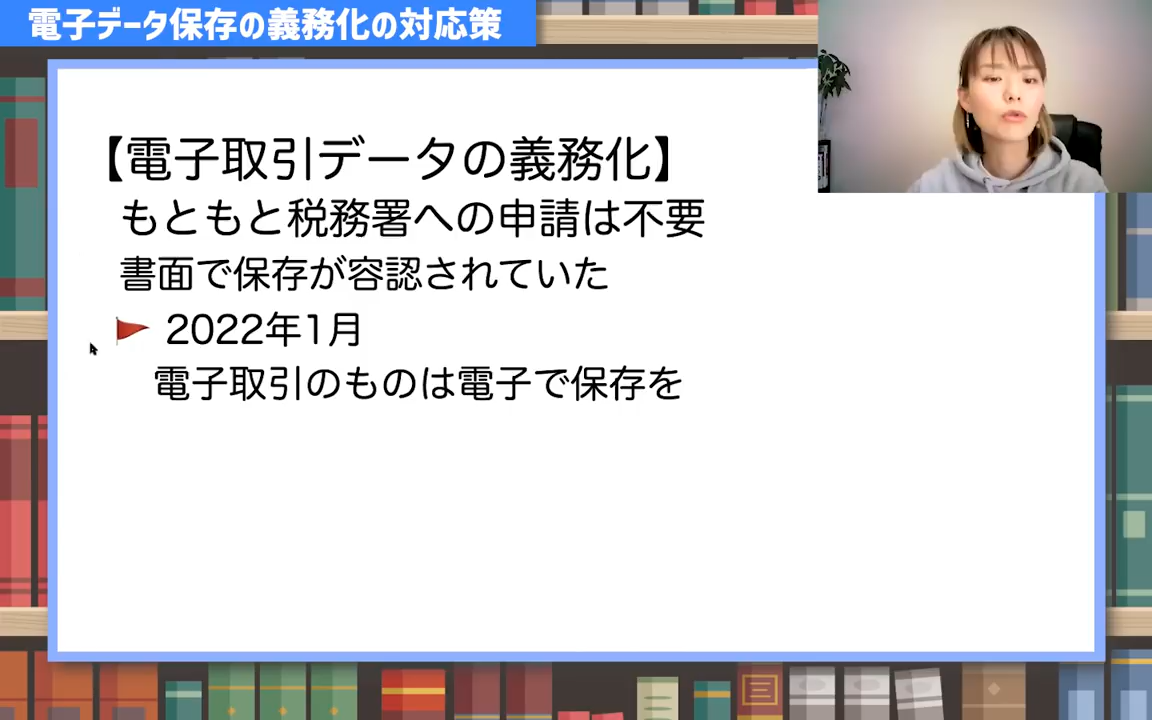 電子データ保存の義務化の対応策
【電子取引データの義務化】
もともと税務署への申請は不要
書面で保存が容認されていた
2022年1月
電子取引のものは電子で保存を